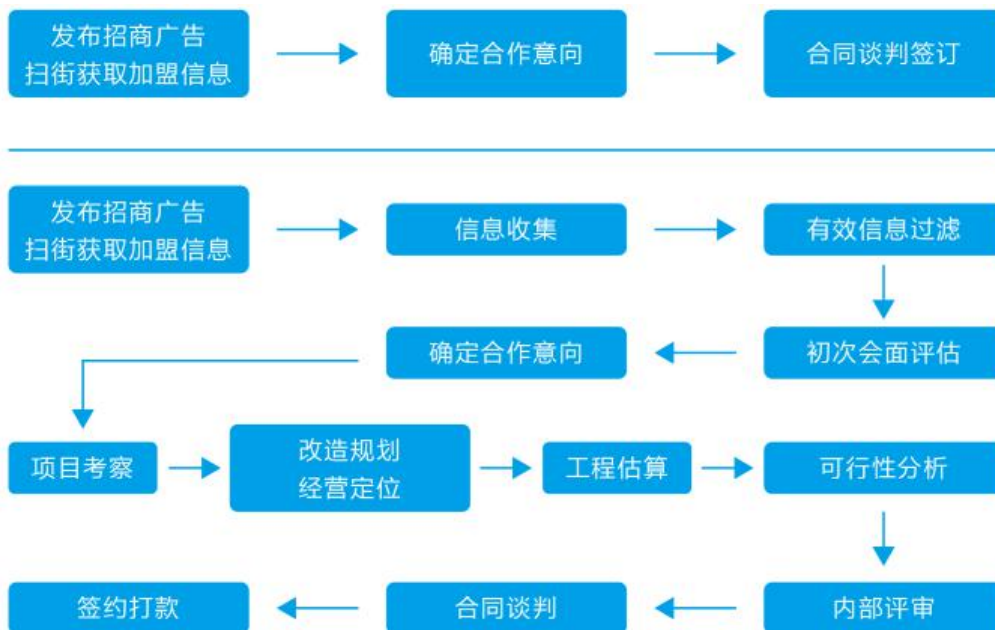 发布招商广告
扫街获取加盟信息
确定合作意向
合同谈判签订
发布招商广告
扫街获取加盟信息
信息收集
有效信息过滤
初次会面评估
确定合作意向
项目考察
改造规划
经营定位
工程估算
可行性分析
内部评审
合同谈判
签约打款